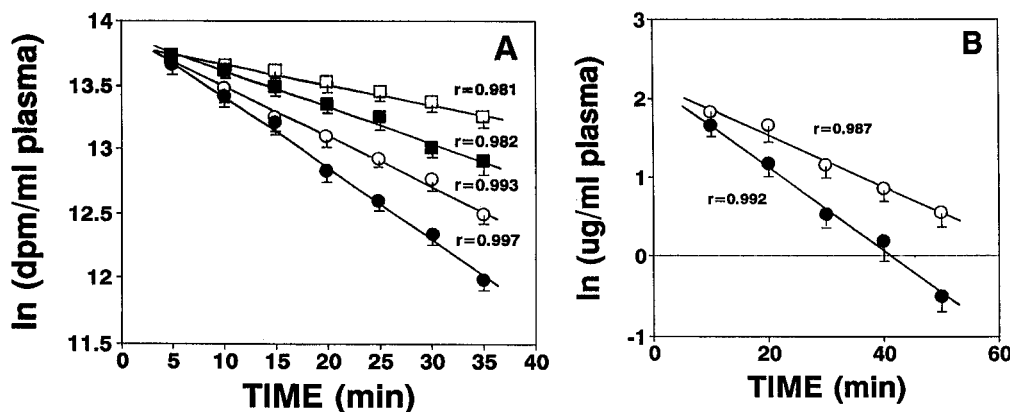 A
ln (dpm/ml plasma)
14
13.5
13
12.5
12
11.5
0
5
10
15
20
25
30
35
40
TIME (min)
r=0.981
r=0.982
r=0.993
r=0.997
B
ln (ug/ml plasma)
3
2
1
0
-1
0
20
40
60
TIME (min)
r=0.987
r=0.992